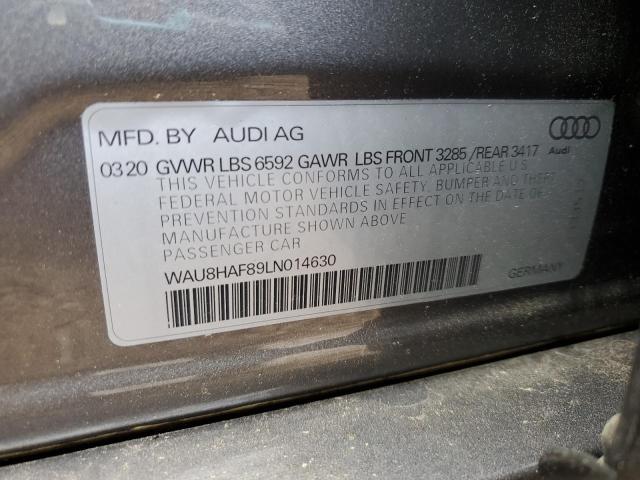 MFD. BY AUDI AG
0320 GVWR LBS 6592 GAWR LBS FRONT 3285 / REAR 3417
Audi
THIS VEHICLE CONFORMS TO ALL APPLICABLE U.S.
FEDERAL MOTOR VEHICLE SAFETY, BUMPER AND THEFT
PREVENTION STANDARDS IN EFFECT ON THE DATE OF
MANUFACTURE SHOWN ABOVE
PASSENGER CAR
WAU8HAF89LN014630
GERMANY